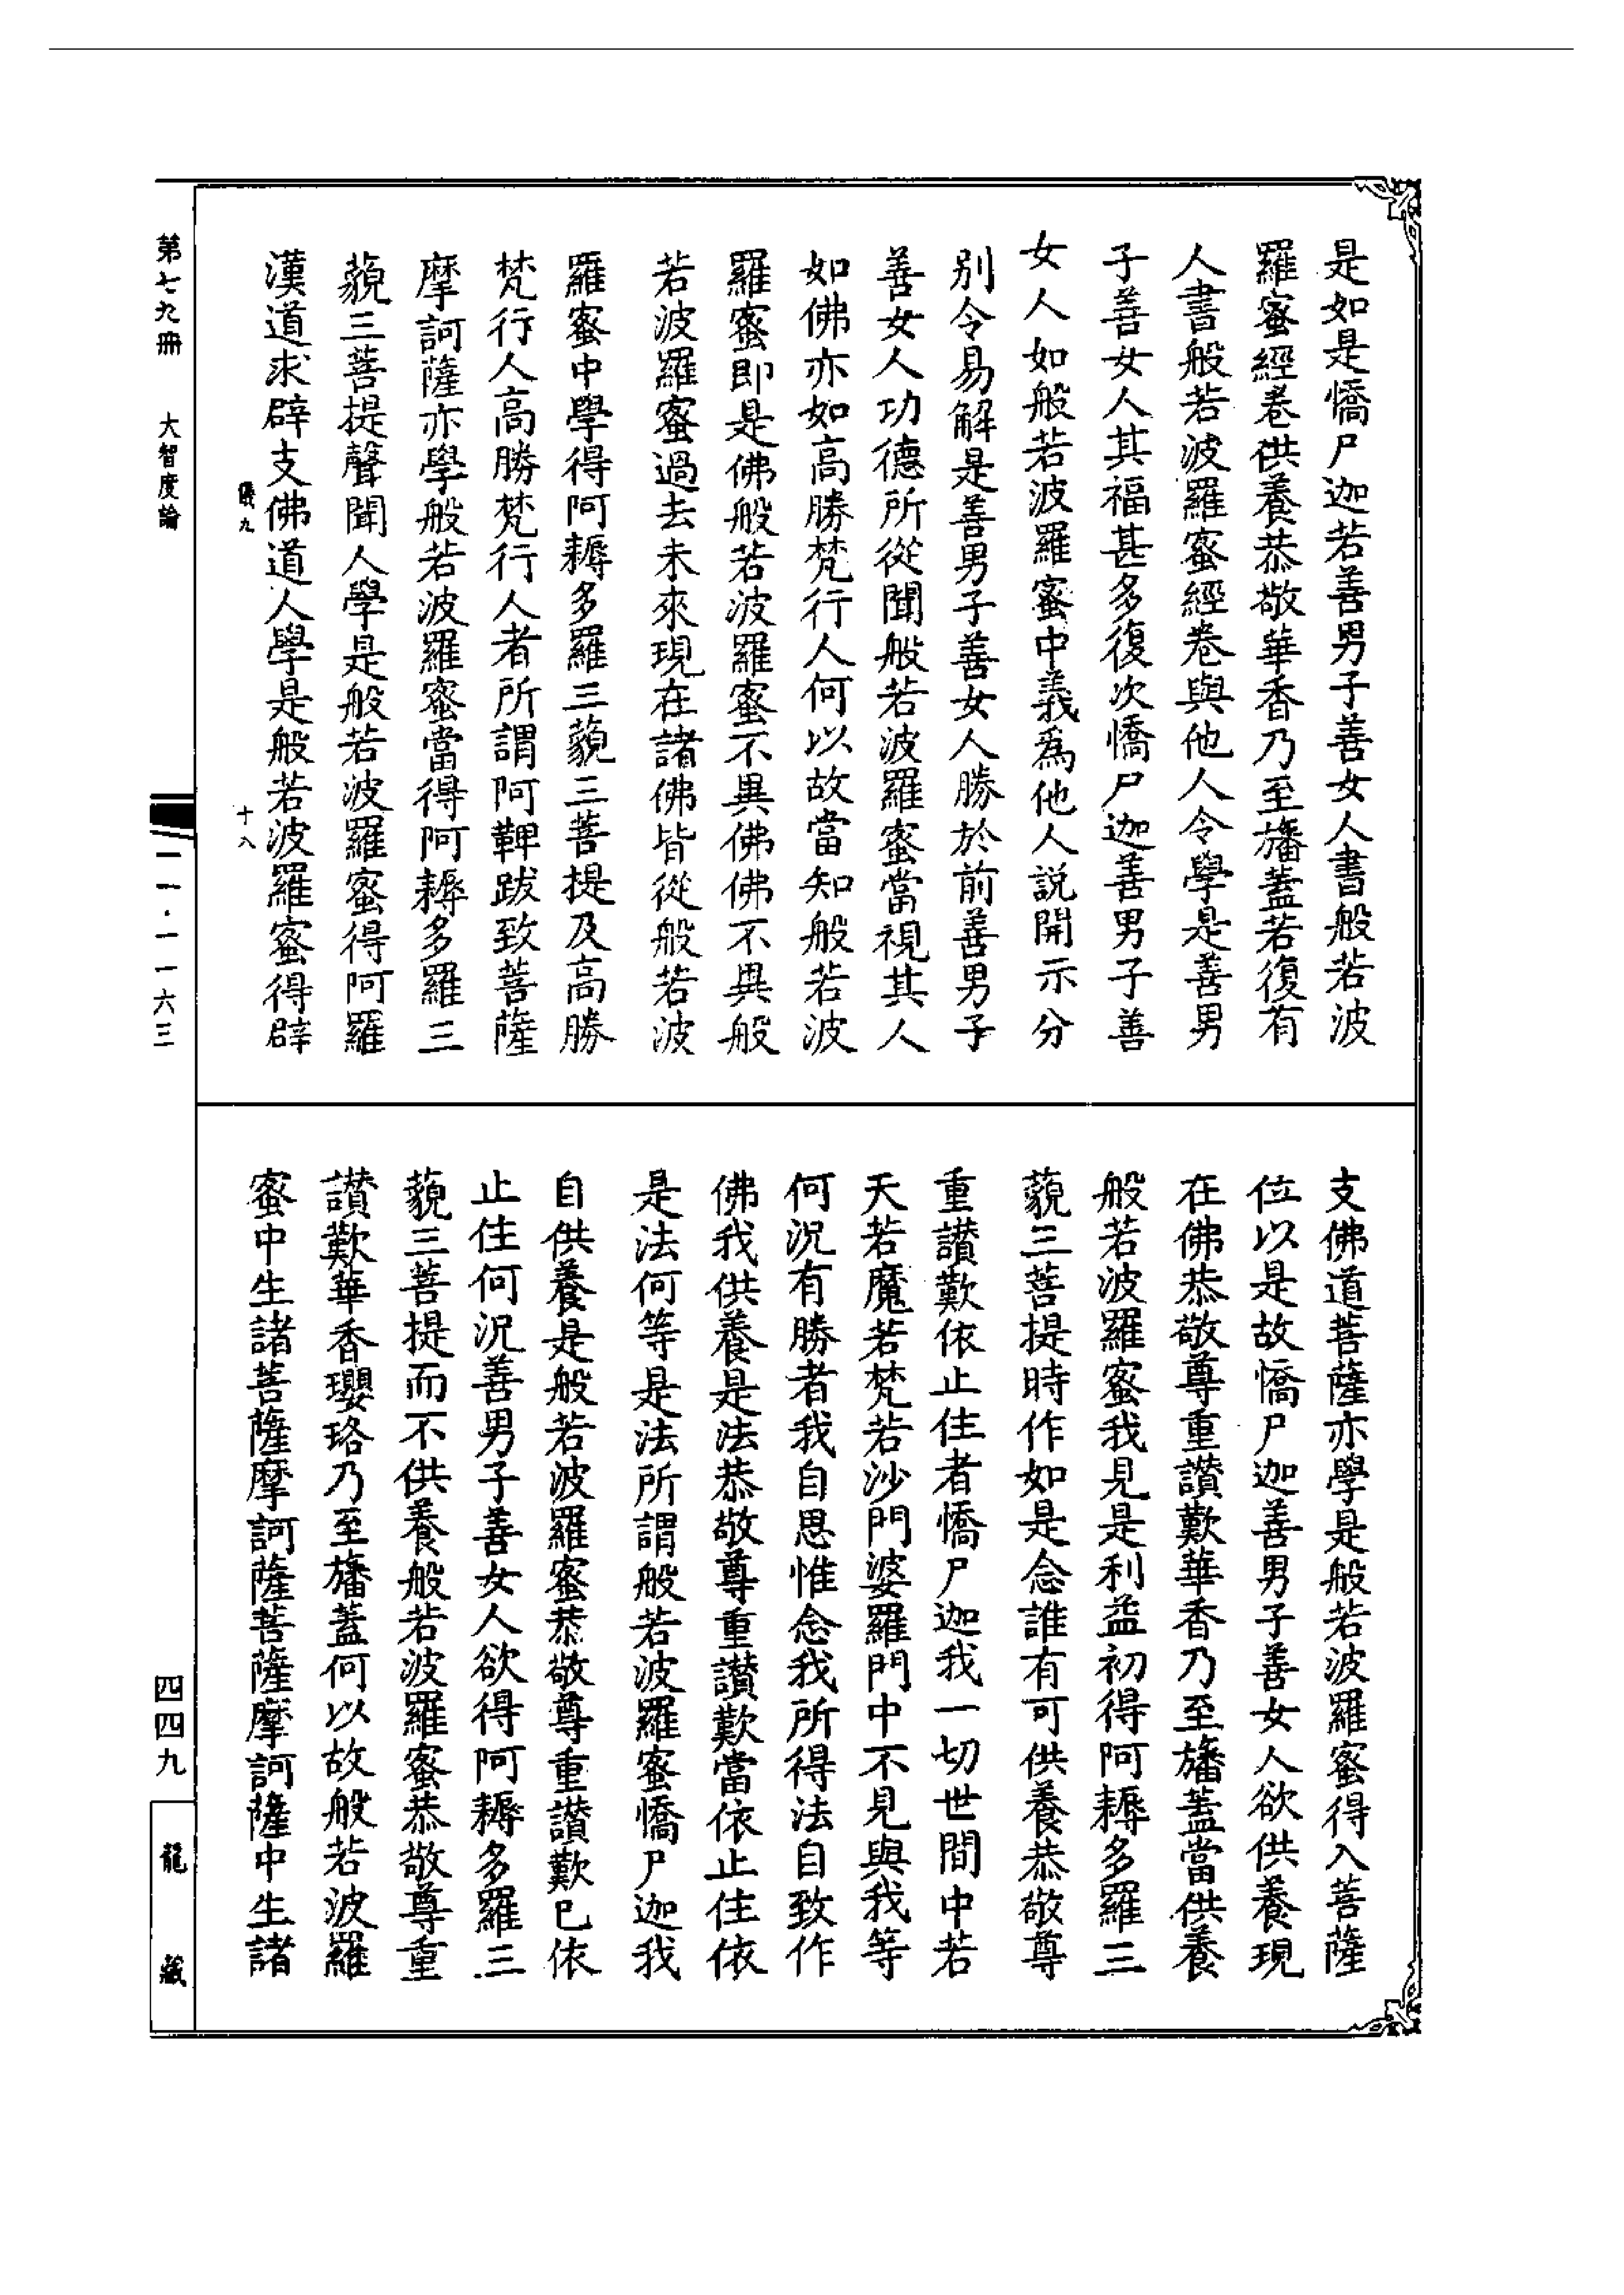 是如是憍尸迦若善男子善女人書般若波
羅蜜經卷供養恭敬華香乃至旛蓋若復有
人書般若波羅蜜經卷與他人令學是善男
子善女人其福甚多復次憍尸迦善男子善
女人如般若波羅蜜中義爲他人說開示分
別令易解是善男子善女人勝於前善男子
善女人功德所從聞般若波羅蜜當視其人
如佛亦如高勝梵行人何以故當知般若波
羅蜜即是佛般若波羅蜜不異佛佛不異般
若波羅蜜過去未來現在諸佛皆從般若波
羅蜜中學得阿耨多羅三藐三菩提及高勝
梵行人高勝梵行人者所謂阿鞞跋致菩薩
摩訶薩亦學般若波羅蜜當得阿耨多羅三
藐三菩提聲聞人學是般若波羅蜜得阿羅
漢道求辟支佛道人學是般若波羅蜜得辟
儀九 十八
支佛道菩薩亦學是般若波羅蜜得入菩薩
位以是故憍尸迦善男子善女人欲供養現
在佛恭敬尊重讃歎華香乃至旛蓋當供養
般若波羅蜜我見是利益初得阿耨多羅三
藐三菩提時作如是念誰有可供養恭敬尊
重讃歎依止住者憍尸迦我一切世間中若
天若魔若梵若沙門婆羅門中不見與我等
何況有勝者我自思惟念我所得法自致作
佛我供養是法恭敬尊重讃歎當依止住依
是法何等是法所謂般若波羅蜜憍尸迦我
自供養是般若波羅蜜恭敬尊重讃歎已依
止住何況善男子善女人欲得阿耨多羅三
藐三菩提而不供養般若波羅蜜恭敬尊重
讃歎華香瓔珞乃至旛蓋何以故般若波羅
蜜中生諸菩薩摩訶薩菩薩摩訶薩中生諸
第七九冊 大智度論
一一·一一六三
四四九
龍藏